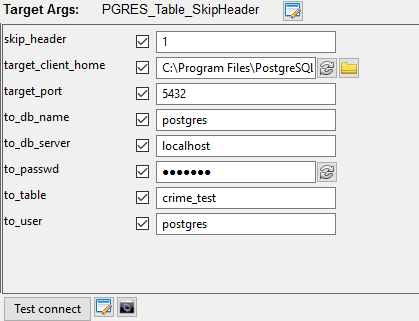 Target Args: PGRES_Table_SkipHeader
skip_header 1
target_client_home C:\Program Files\PostgreSQL
target_port 5432
to_db_name postgres
to_db_server localhost
to_passwd ●●●●●●●
to_table crime_test
to_user postgres
Test connect